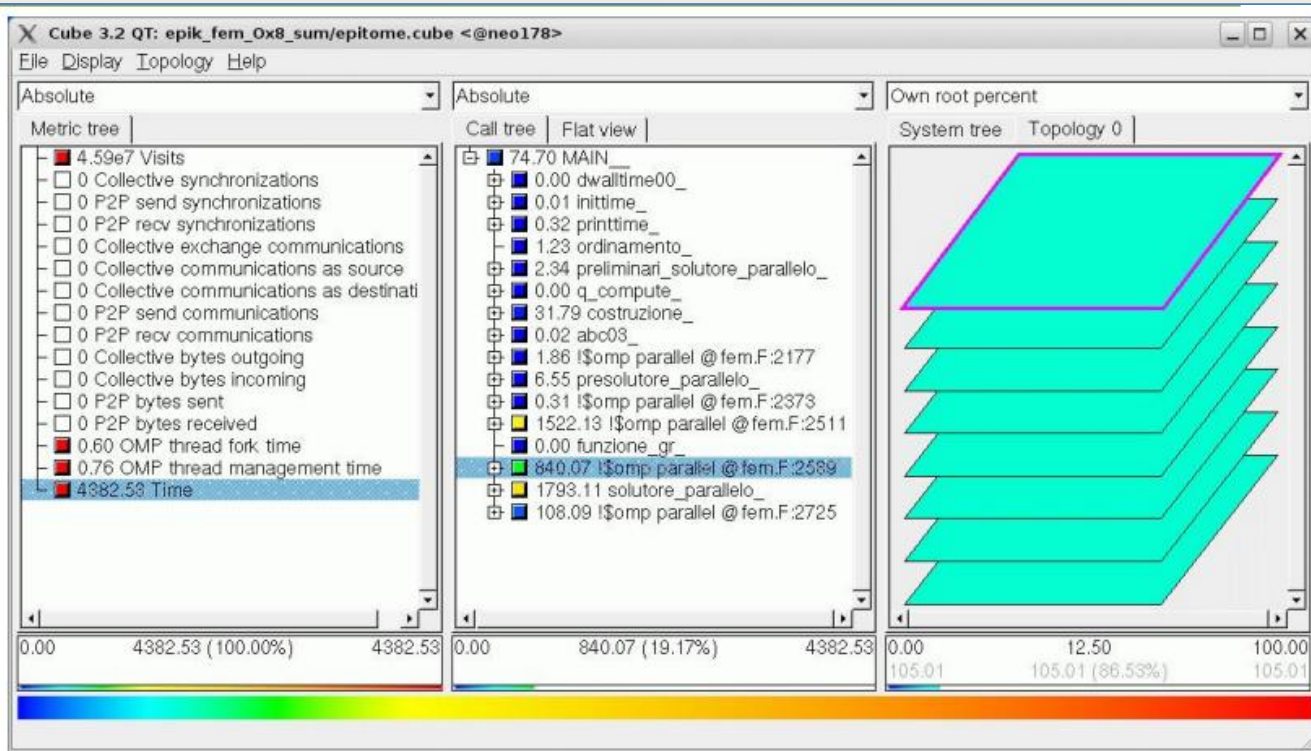 Cube 3.2 QT: epik_fem_Ox8_sum/epitome.cube <@neo178>
File Display Topology Help
Absolute
Metric tree
4.59e7 Visits
0 Collective synchronizations
0 P2P send synchronizations
0 P2P recv synchronizations
0 Collective exchange communications
0 Collective communications as source
0 Collective communications as destinati
0 P2P send communications
0 P2P recv communications
0 Collective bytes outgoing
0 Collective bytes incoming
0 P2P bytes sent
0 P2P bytes received
0.60 OMP thread fork time
0.76 OMP thread management time
4382.53 Time
0.00 4382.53 (100.00%) 4382.53
Absolute
Call tree Flat view
74.70 MAIN__
0.00 dwalltime00_
0.01 inittime_
0.32 printtime_
1.23 ordinamento_
2.34 preliminari_solutore_parallelo_
0.00 q_compute_
31.79 costruzione_
0.02 abc03_
1.86 !$omp parallel @fem.F:2177
6.55 presolutore_parallelo_
0.31 !$omp parallel @fem.F:2373
1522.13 !$omp parallel @fem.F:2511
0.00 funzione_gr_
840.07 !$omp parallel @fem.F:2589
1793.11 solutore_parallelo_
108.09 !$omp parallel @fem.F:2725
0.00 840.07 (19.17%) 4382.53
Own root percent
System tree Topology 0
0.00 12.50 100.00
105.01 105.01 (86.53%) 105.01